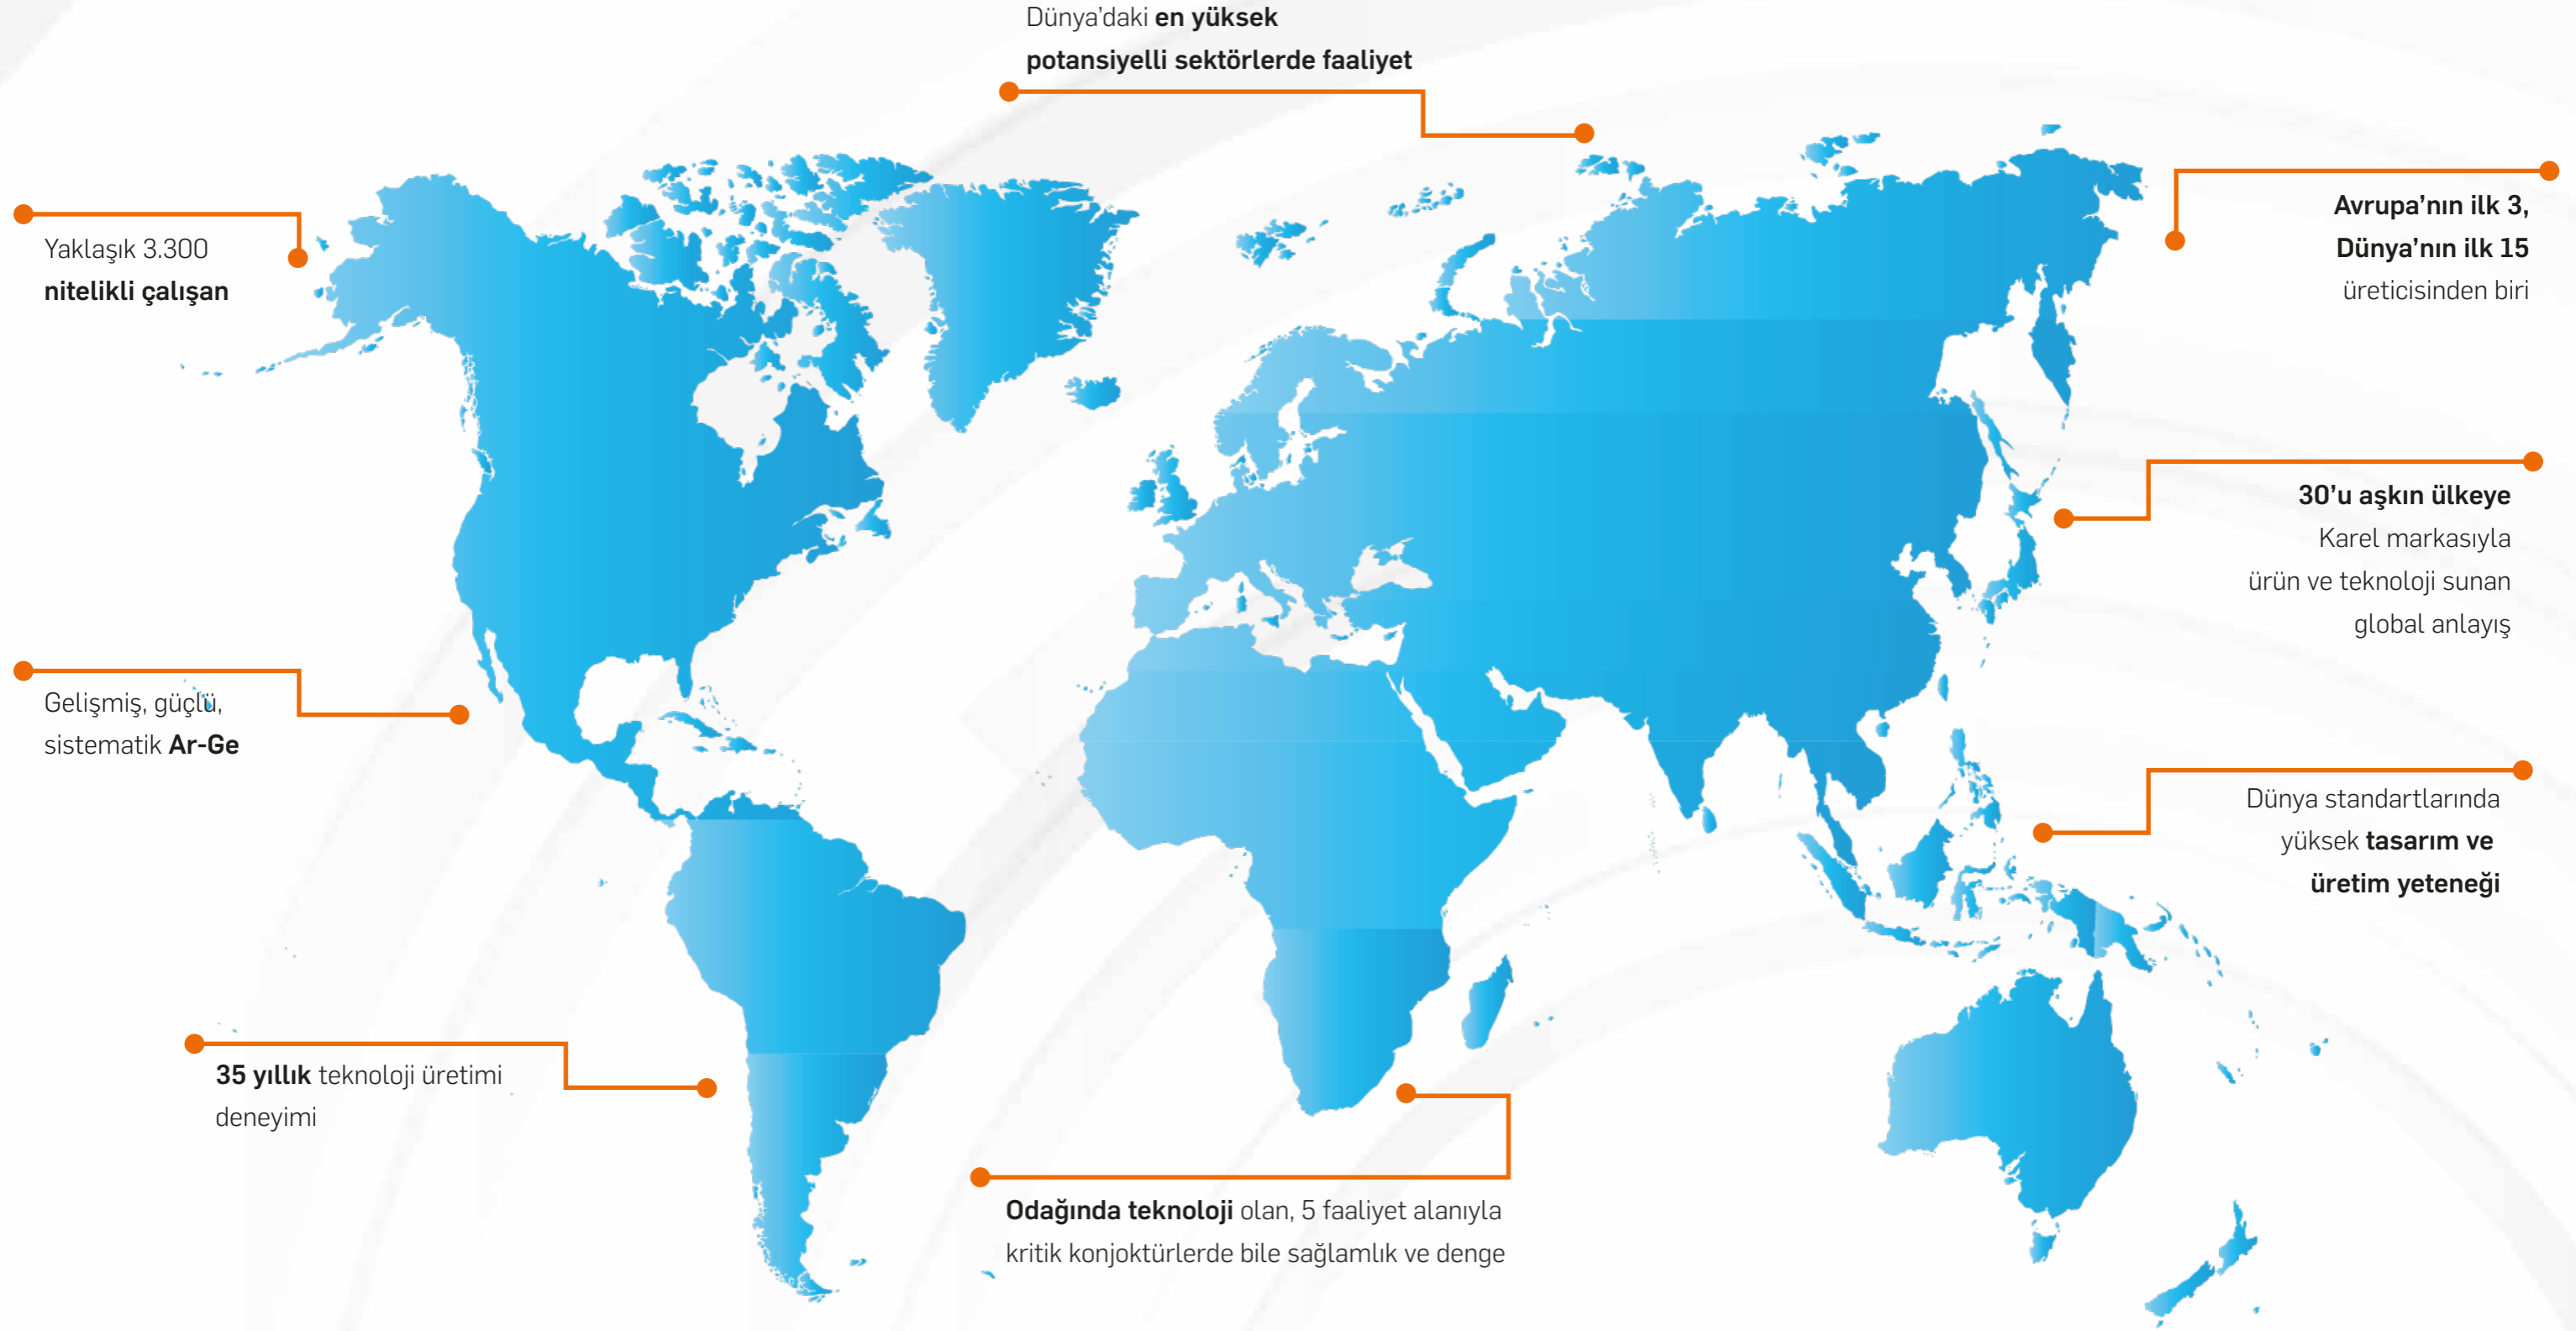 Dünya'daki en yüksek
potansiyelli sektörlerde faaliyet
Yaklaşık 3.300
nitelikli çalışan
Avrupa'nın ilk 3,
Dünya'nın ilk 15
üreticisinden biri
30'u aşkın ülkeye
Karel markasıyla
ürün ve teknoloji sunan
global anlayış
Gelişmiş, güçlü,
sistematik Ar-Ge
Dünya standartlarında
yüksek tasarım ve
üretim yeteneği
35 yıllık teknoloji üretimi
deneyimi
Odağında teknoloji olan, 5 faaliyet alanıyla
kritik konjoktürlerde bile sağlamlık ve denge